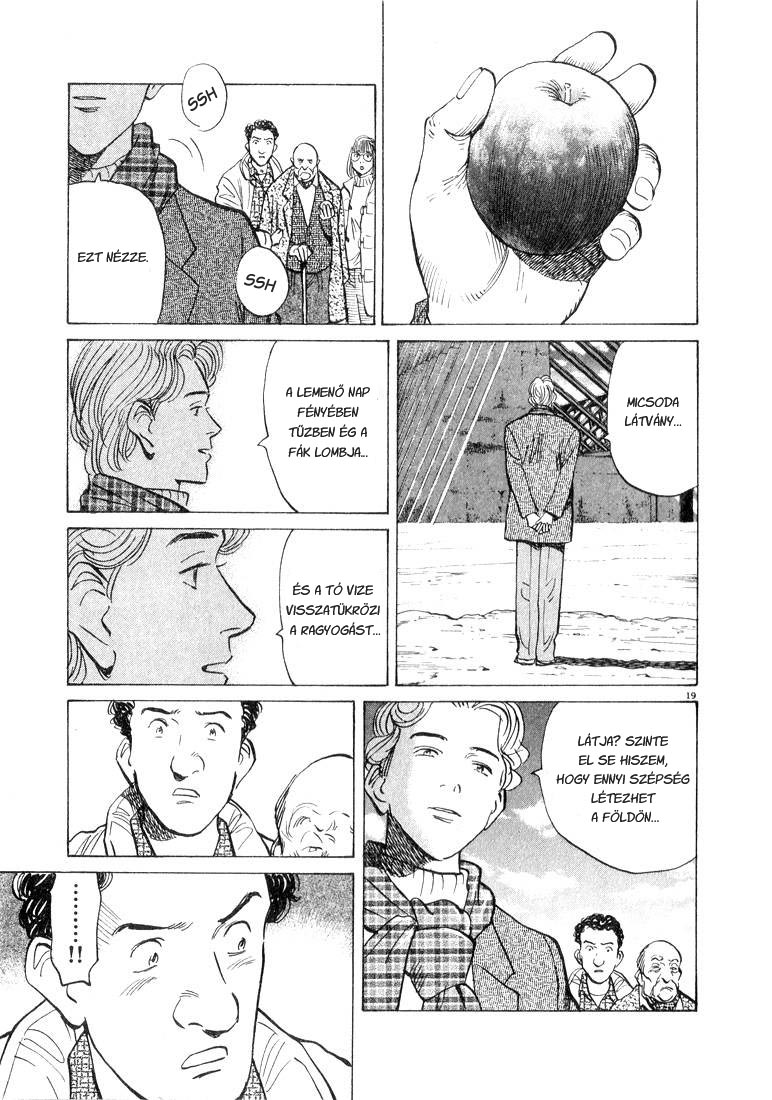 SSH
SSH
EZT NÉZZE.
MICSODA
LÁTVÁNY...
A LEMENŐ NAP
FÉNYÉBEN
TŰZBEN ÉG A
FÁK LOMBJA...
ÉS A TÓ VIZE
VISSZATÜKRÖZI
A RAGYOGÁST...
19
LÁTJA? SZINTE
EL SE HISZEM,
HOGY ENNYI SZÉPSÉG
LÉTEZHET
A FÖLDÖN...
......!!